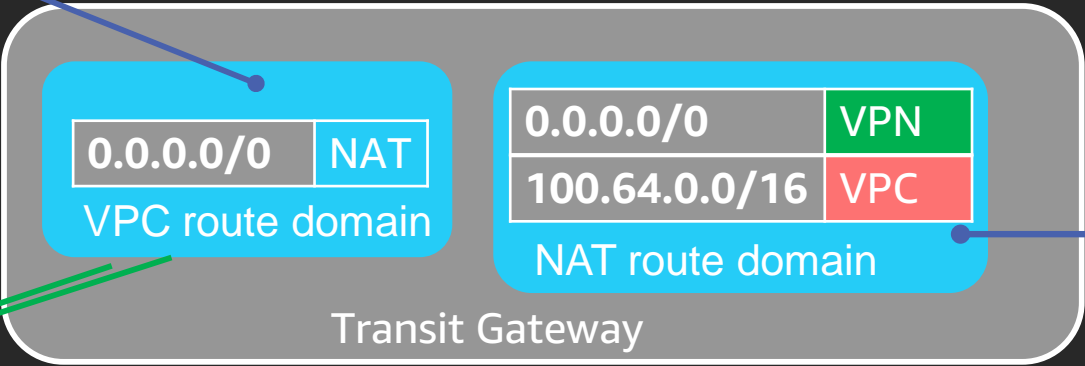 0.0.0.0/0 NAT
VPC route domain
0.0.0.0/0 VPN
100.64.0.0/16 VPC
NAT route domain
Transit Gateway